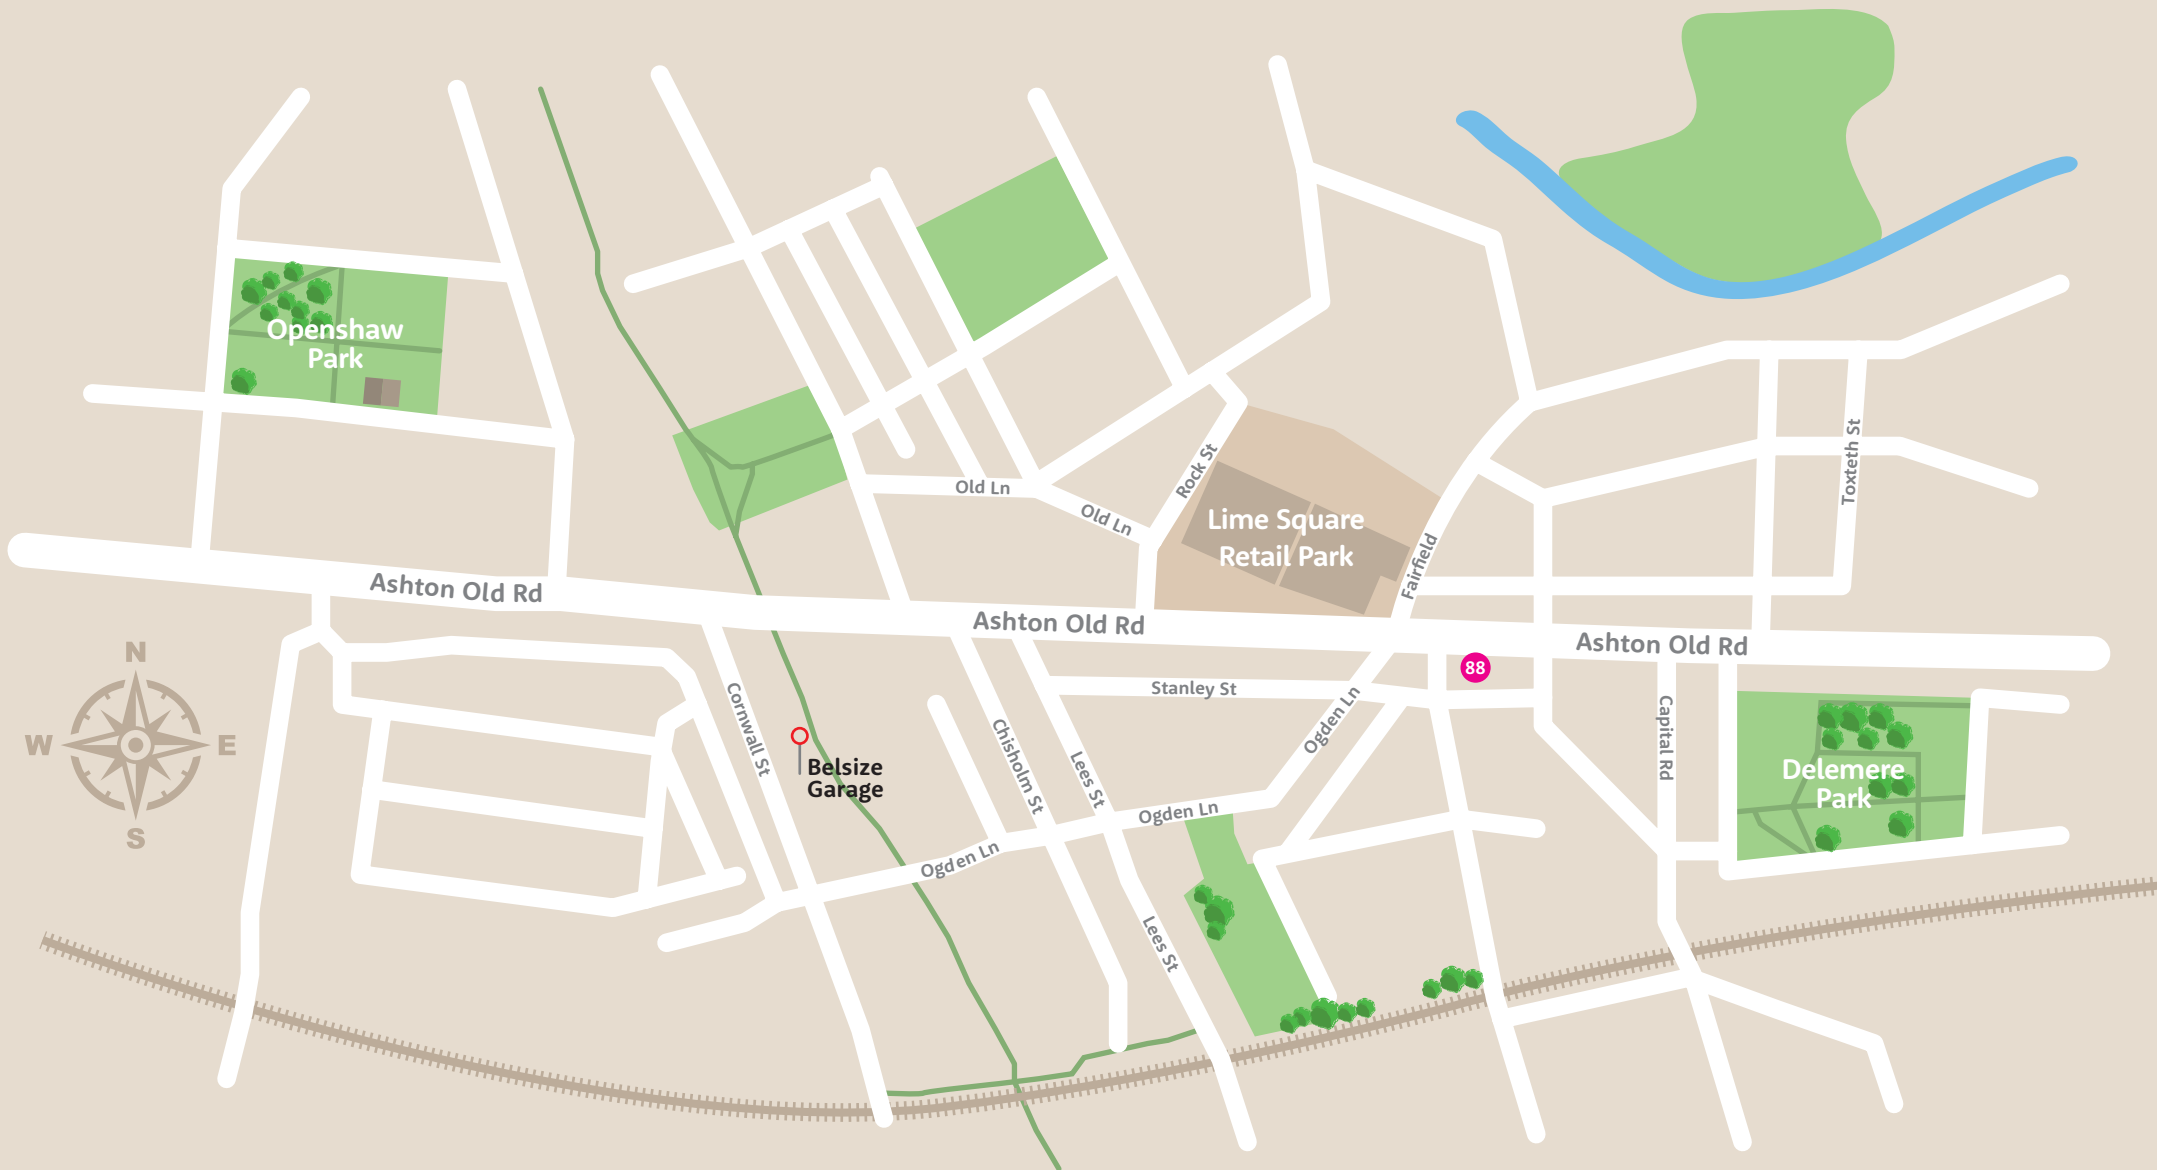 Openshaw
Park
Old Ln
Old Ln
Rock St
Lime Square
Retail Park
Fairfield
Toxteth St
Ashton Old Rd
Ashton Old Rd
Ashton Old Rd
N
W
E
S
88
Stanley St
Cornwall St
Belsize
Garage
Chisholm St
Lees St
Ogden Ln
Ogden Ln
Ogden Ln
Capital Rd
Delemere
Park
Lees St